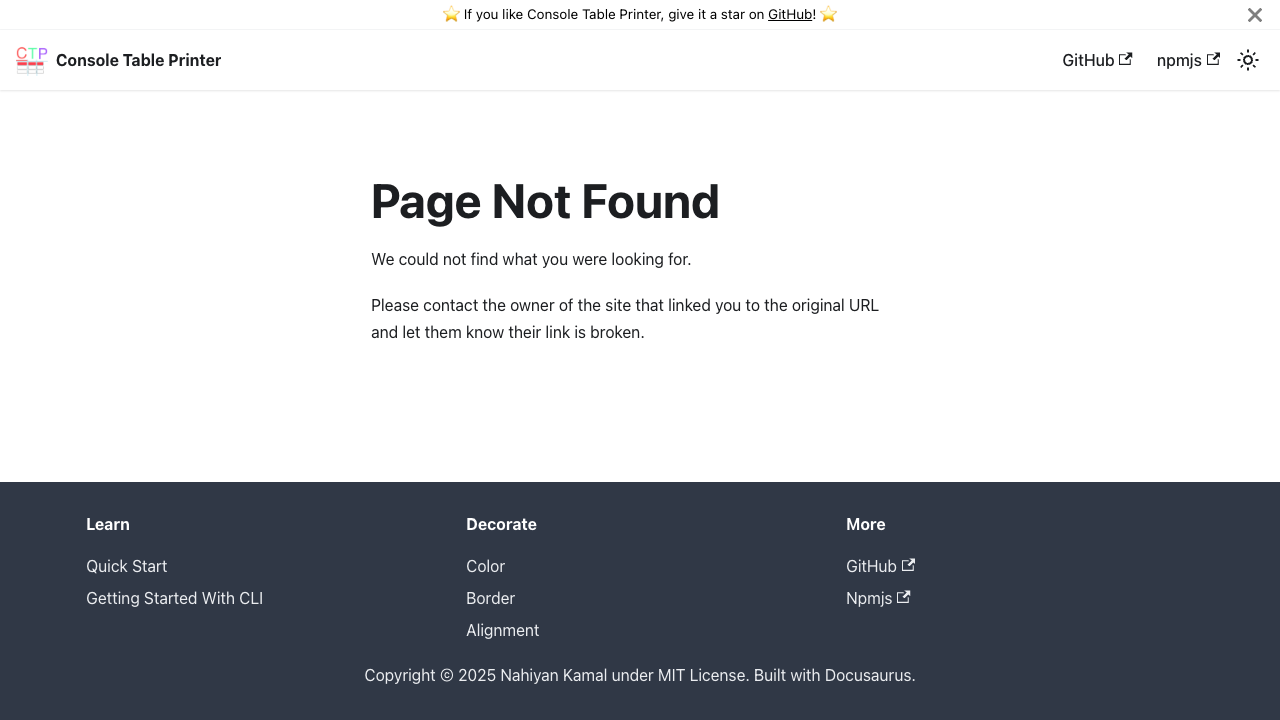 ⭐️ If you like Console Table Printer, give it a star on GitHub! ⭐️
CTP
Console Table Printer
GitHub
npmjs
Page Not Found
We could not find what you were looking for.
Please contact the owner of the site that linked you to the original URL
and let them know their link is broken.
Learn
Quick Start
Getting Started With CLI
Decorate
Color
Border
Alignment
More
GitHub
Npmjs
Copyright © 2025 Nahiyan Kamal under MIT License. Built with Docusaurus.